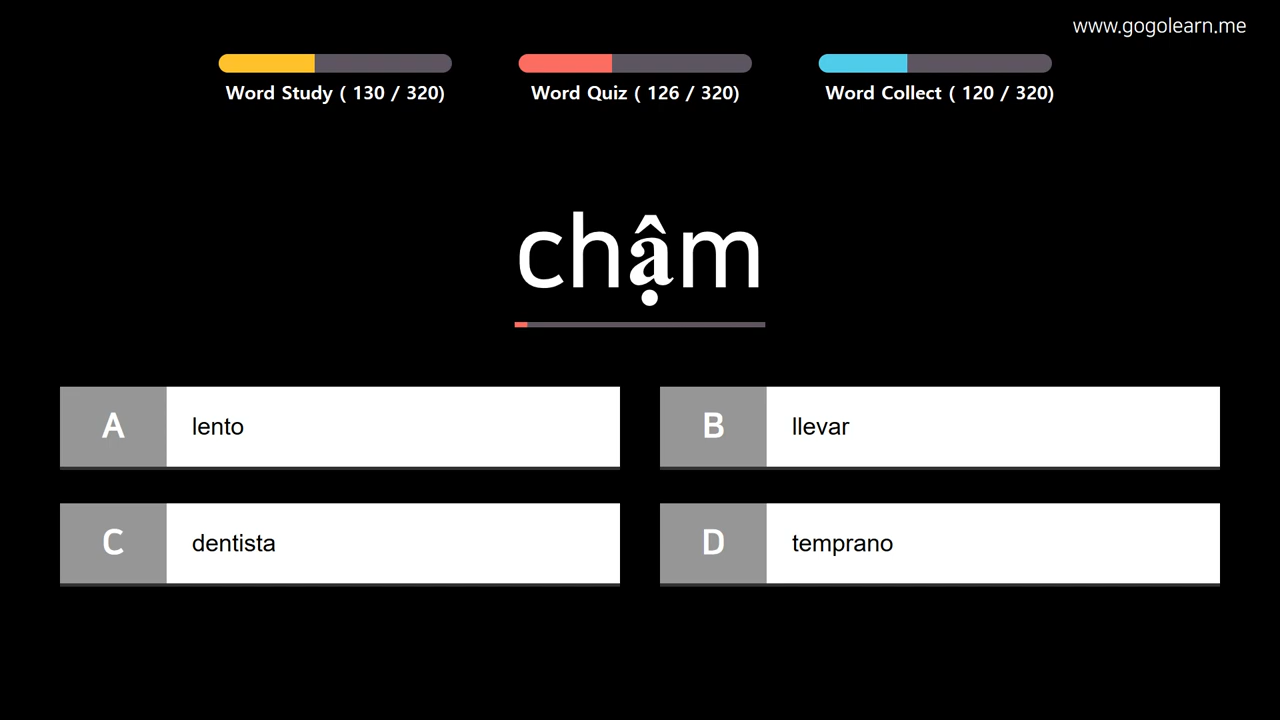 www.gogolearn.me
Word Study ( 130 / 320)
Word Quiz ( 126 / 320)
Word Collect ( 120 / 320)
chậm
A lento
B llevar
C dentista
D temprano